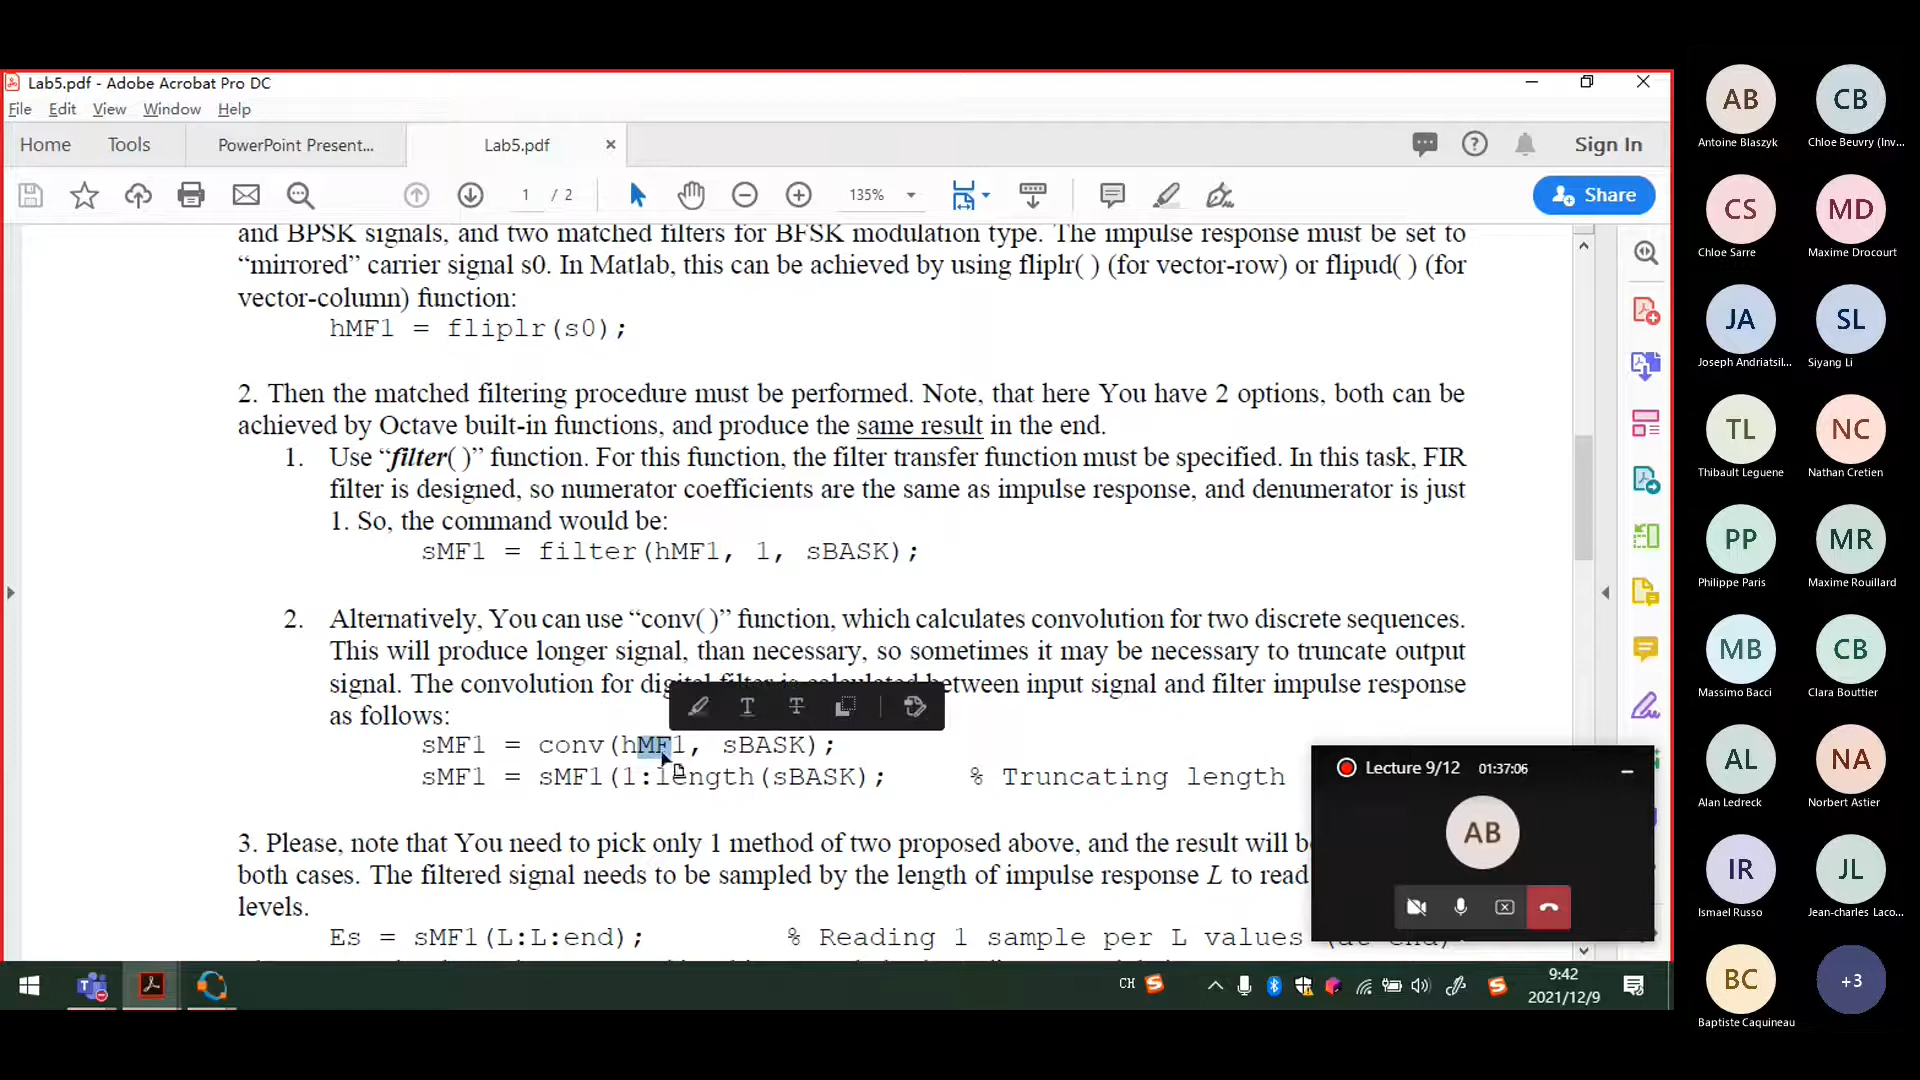 Lab5.pdf - Adobe Acrobat Pro DC
File Edit View Window Help
Home Tools PowerPoint Present... Lab5.pdf × Sign In
1 / 2 135% Share
and BPSK signals, and two matched filters for BFSK modulation type. The impulse response must be set to
“mirrored” carrier signal s0. In Matlab, this can be achieved by using fliplr( ) (for vector-row) or flipud( ) (for
vector-column) function:
hMF1 = fliplr(s0);
2. Then the matched filtering procedure must be performed. Note, that here You have 2 options, both can be
achieved by Octave built-in functions, and produce the same result in the end.
1. Use “filter( )” function. For this function, the filter transfer function must be specified. In this task, FIR
filter is designed, so numerator coefficients are the same as impulse response, and denumerator is just
1. So, the command would be:
sMF1 = filter(hMF1, 1, sBASK);
2. Alternatively, You can use “conv( )” function, which calculates convolution for two discrete sequences.
This will produce longer signal, than necessary, so sometimes it may be necessary to truncate output
signal. The convolution for digital filter is calculated between input signal and filter impulse response
as follows:
sMF1 = conv(hMF1, sBASK);
sMF1 = sMF1(1:length(sBASK); % Truncating length
3. Please, note that You need to pick only 1 method of two proposed above, and the result will be
both cases. The filtered signal needs to be sampled by the length of impulse response L to read
levels.
Es = sMF1(L:L:end); % Reading 1 sample per L values (at end).
Lecture 9/12 01:37:06
AB
CH
9:42
2021/12/9
AB CB
Antoine Blaszyk Chloe Beuvry (Inv...
CS MD
Chloe Sarre Maxime Drocourt
JA SL
Joseph Andriatsil... Siyang Li
TL NC
Thibault Leguene Nathan Cretien
PP MR
Philippe Paris Maxime Rouillard
MB CB
Massimo Bacci Clara Bouttier
AL NA
Alan Ledreck Norbert Astier
IR JL
Ismael Russo Jean-charles Laco...
BC +3
Baptiste Caquineau